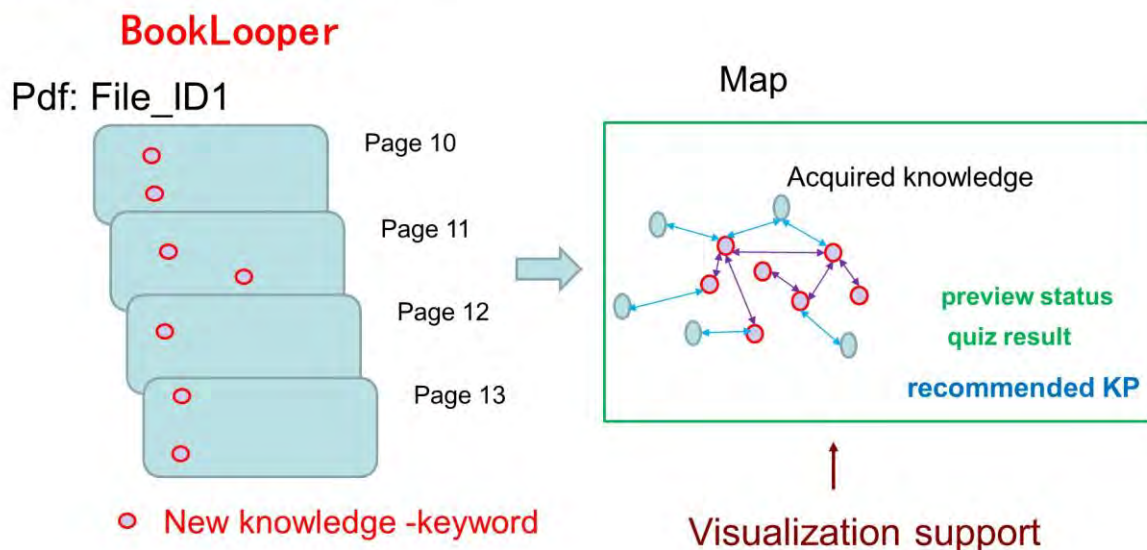 BookLooper
Pdf: File_ID1
Page 10
Page 11
Page 12
Page 13
New knowledge -keyword
Map
Acquired knowledge
preview status
quiz result
recommended KP
Visualization support